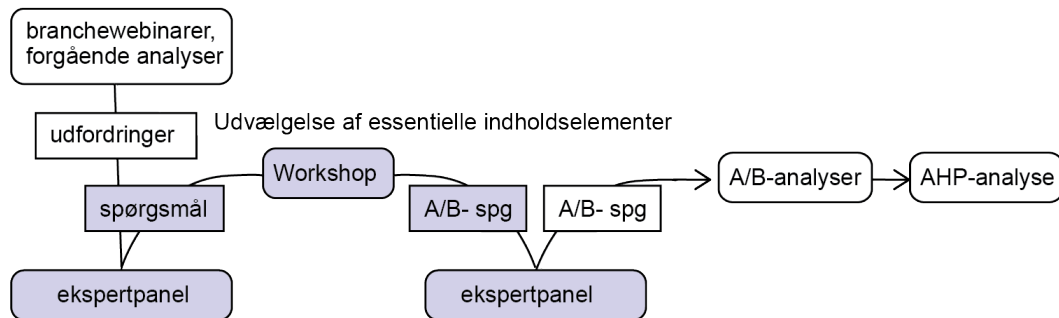 branchewebinarer,
forgående analyser
udfordringer
Udvælgelse af essentielle indholdselementer
Workshop
A/B-analyser
AHP-analyse
spørgsmål
A/B- spg
A/B- spg
ekspertpanel
ekspertpanel